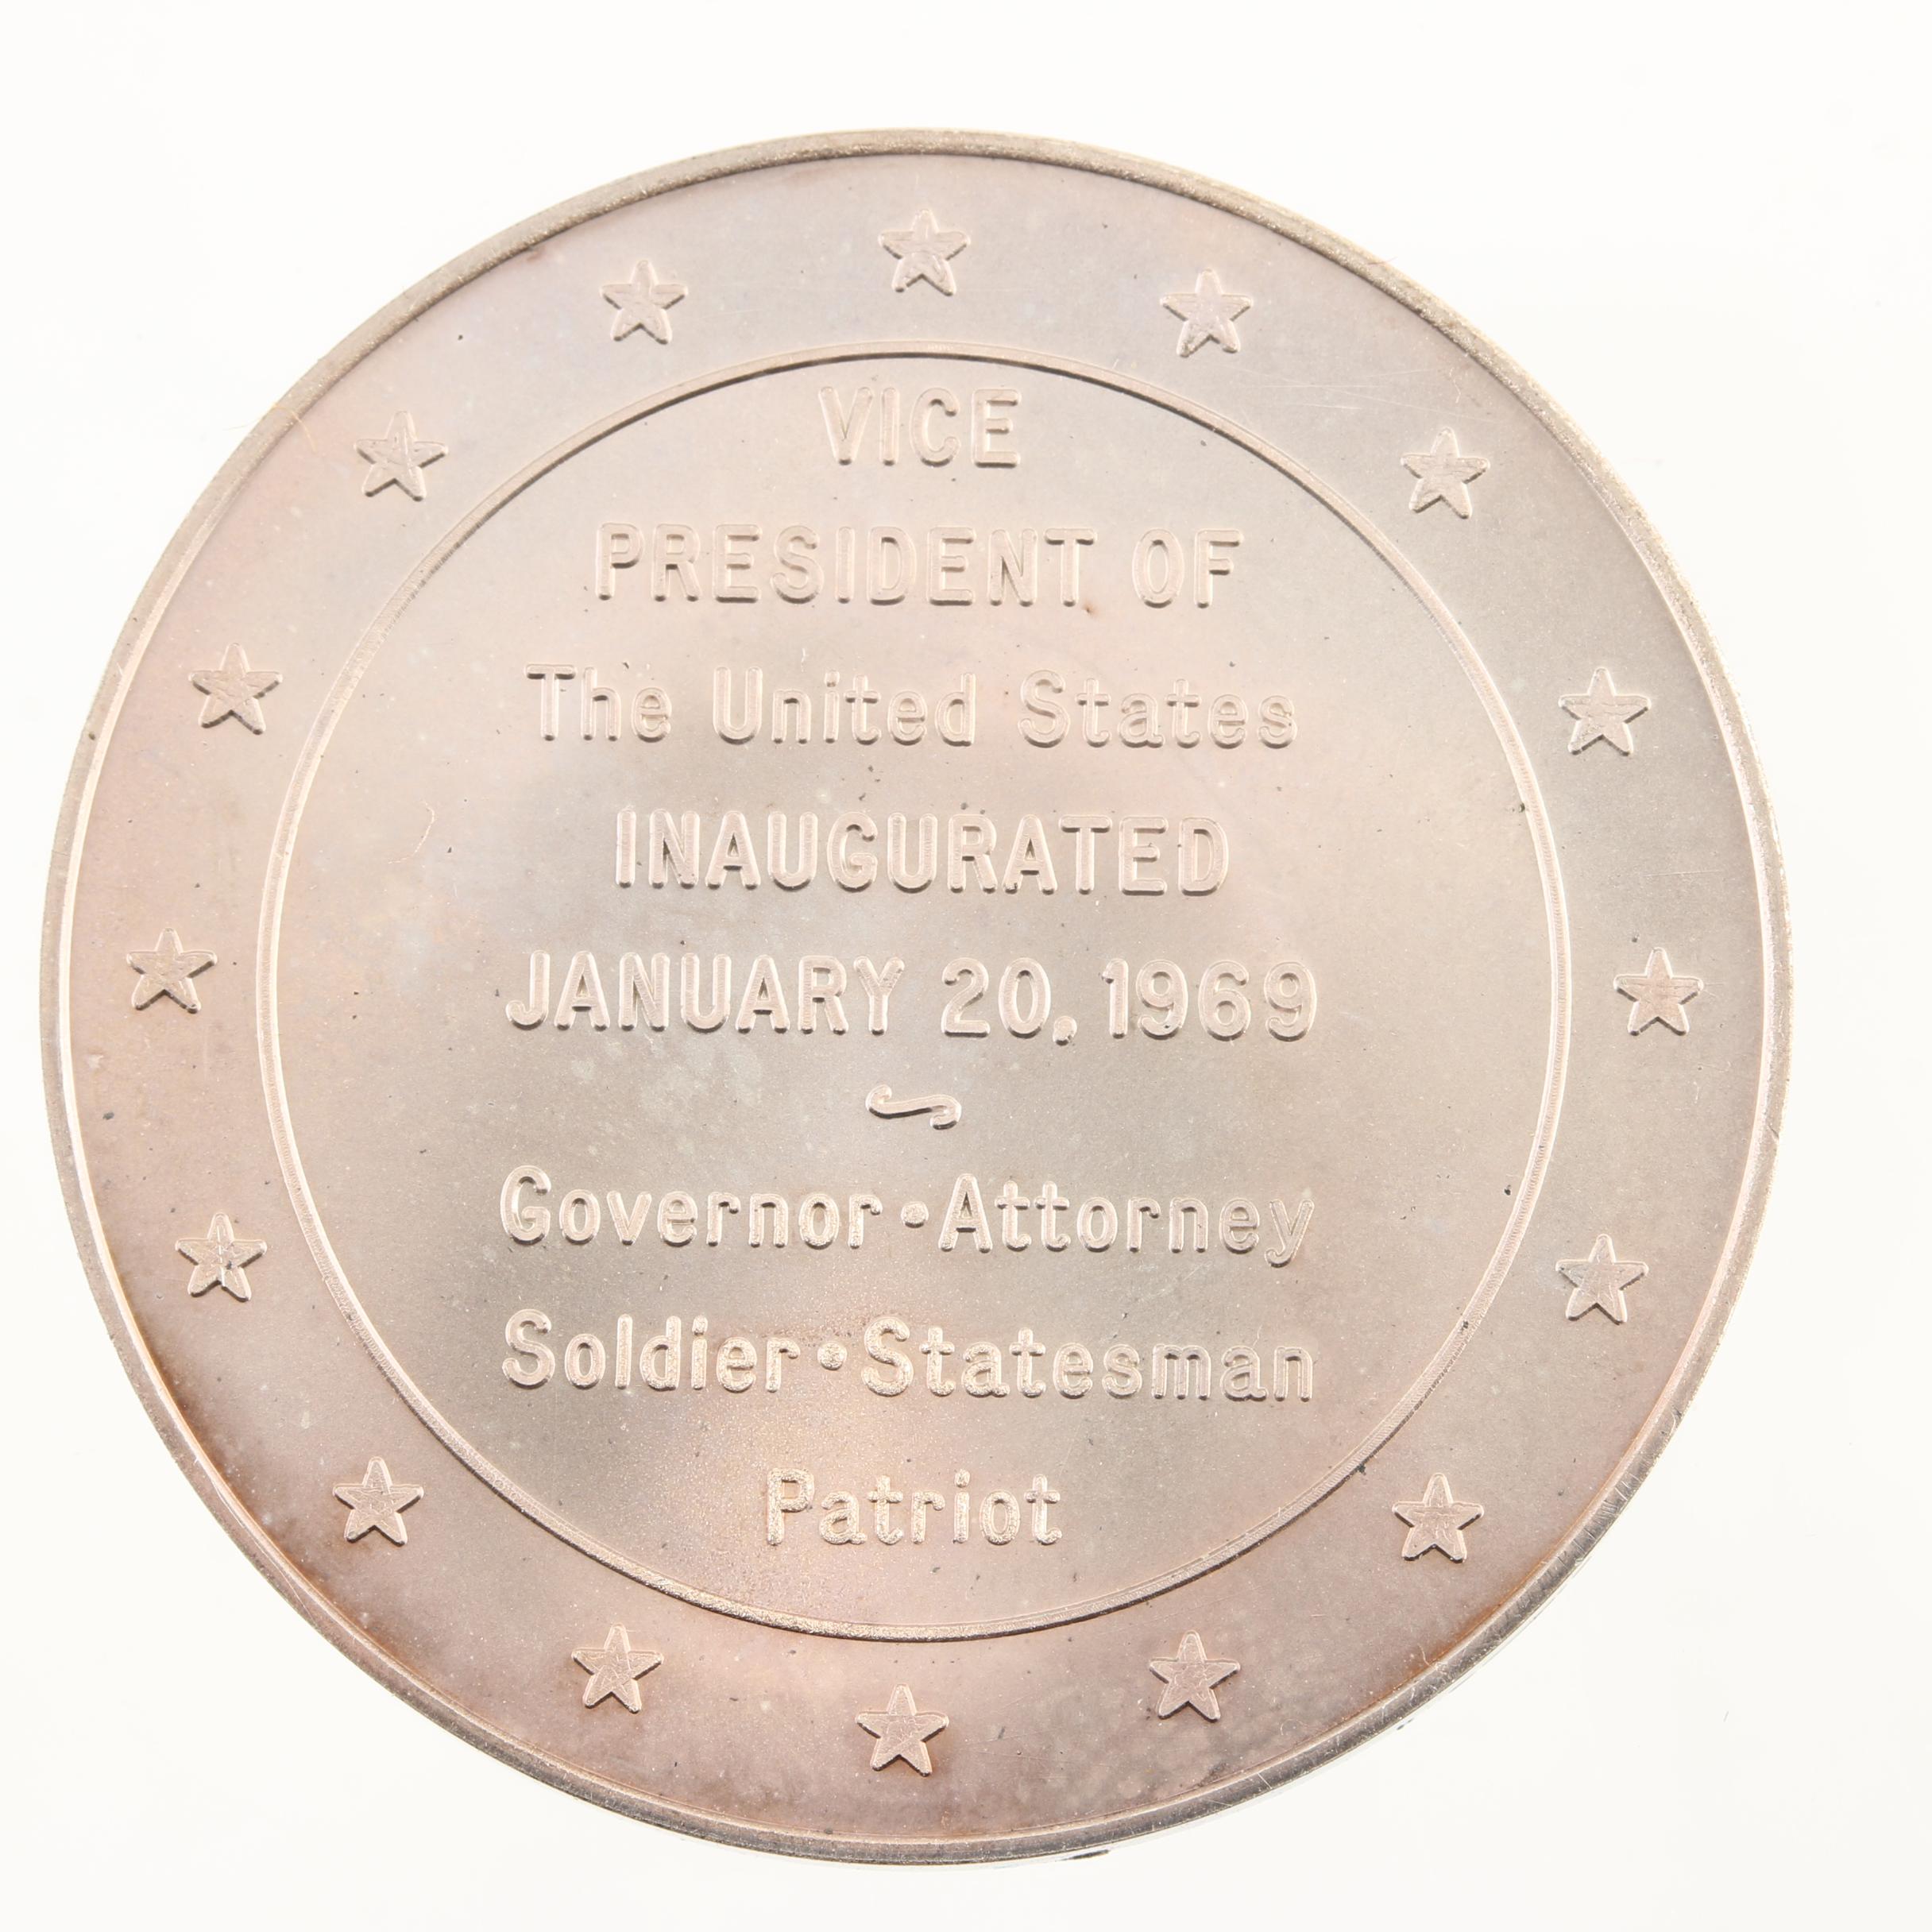 VICE
PRESIDENT OF
The United States
INAUGURATED
JANUARY 20, 1969
Governor•Attorney
Soldier•Statesman
Patriot